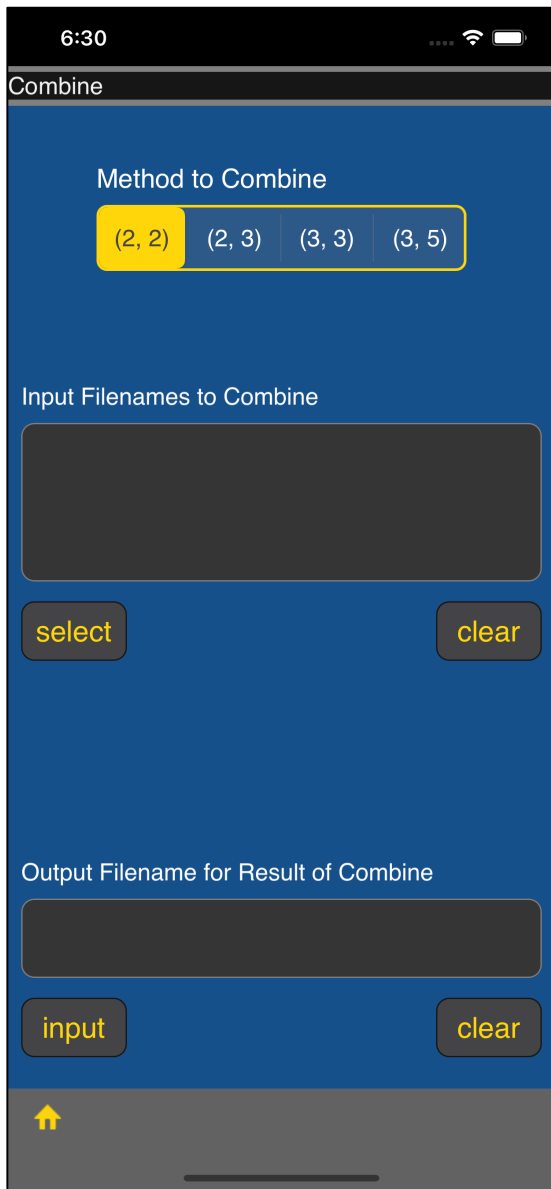 6:30
Combine
Method to Combine
(2, 2) (2, 3) (3, 3) (3, 5)
Input Filenames to Combine
select clear
Output Filename for Result of Combine
input clear